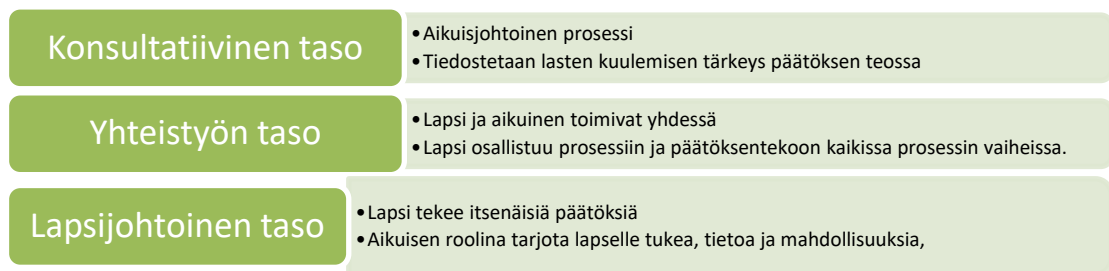 Konsultatiivinen taso
•Aikuisjohtoinen prosessi
•Tiedostetaan lasten kuulemisen tärkeys päätöksen teossa
Yhteistyön taso
•Lapsi ja aikuinen toimivat yhdessä
•Lapsi osallistuu prosessiin ja päätöksentekoon kaikissa prosessin vaiheissa.
Lapsijohtoinen taso
•Lapsi tekee itsenäisiä päätöksiä
•Aikuisen roolina tarjota lapselle tukea, tietoa ja mahdollisuuksia,